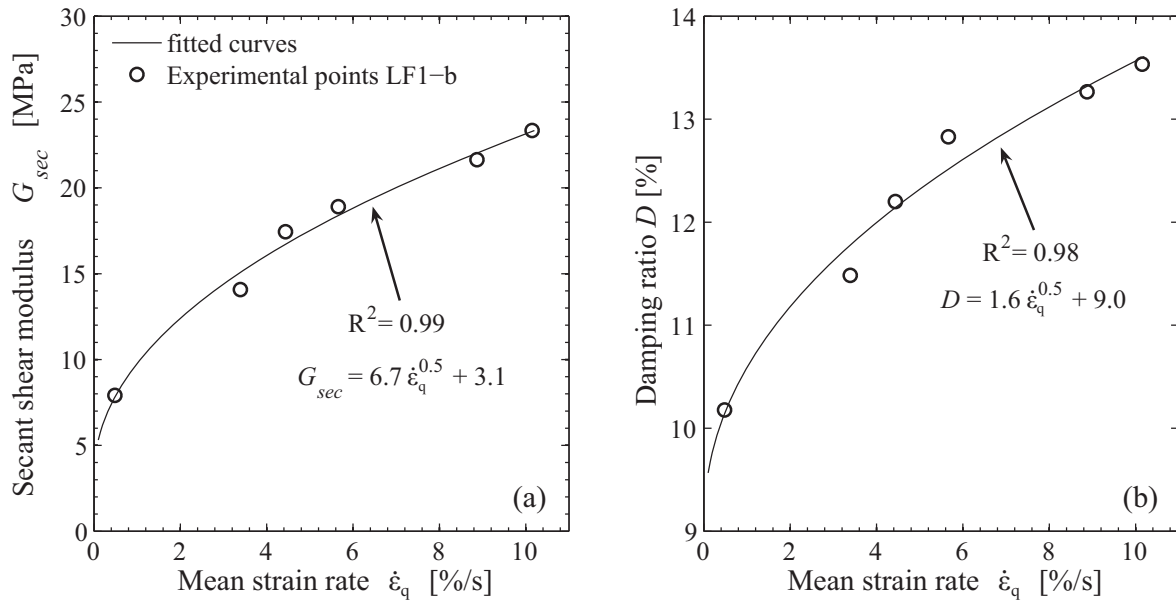 30
25
20
15
10
5
0
Secant shear modulus G_sec [MPa]
fitted curves
Experimental points LF1−b
R²= 0.99
G_sec = 6.7 ε̇_q^0.5 + 3.1
(a)
0 2 4 6 8 10
Mean strain rate ε̇_q [%/s]
14
13
12
11
10
9
Damping ratio D [%]
R²= 0.98
D = 1.6 ε̇_q^0.5 + 9.0
(b)
0 2 4 6 8 10
Mean strain rate ε̇_q [%/s]